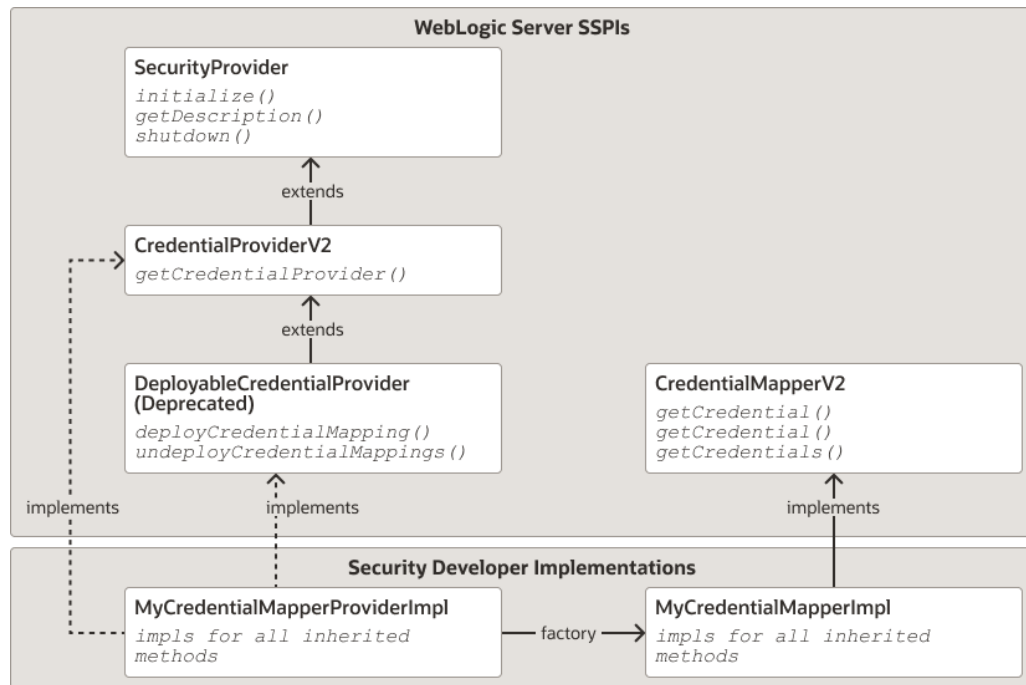 WebLogic Server SSPIs
SecurityProvider
initialize()
getDescription()
shutdown()
extends
CredentialProviderV2
getCredentialProvider()
extends
DeployableCredentialProvider
(Deprecated)
deployCredentialMapping()
undeployCredentialMappings()
CredentialMapperV2
getCredential()
getCredential()
getCredentials()
implements
implements
implements
Security Developer Implementations
MyCredentialMapperProviderImpl
impls for all inherited
methods
factory
MyCredentialMapperImpl
impls for all inherited
methods